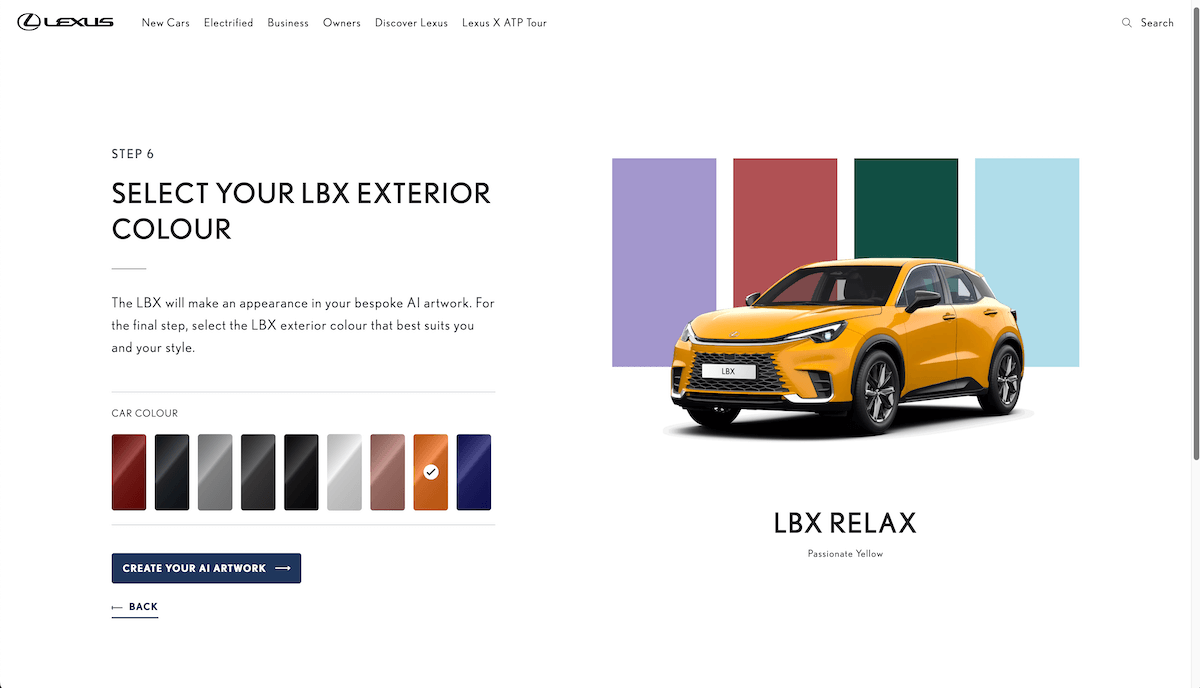 LEXUS
New Cars Electrified Business Owners Discover Lexus Lexus X ATP Tour
Search
STEP 6
SELECT YOUR LBX EXTERIOR
COLOUR
The LBX will make an appearance in your bespoke AI artwork. For
the final step, select the LBX exterior colour that best suits you
and your style.
CAR COLOUR
CREATE YOUR AI ARTWORK
BACK
LBX
LBX RELAX
Passionate Yellow